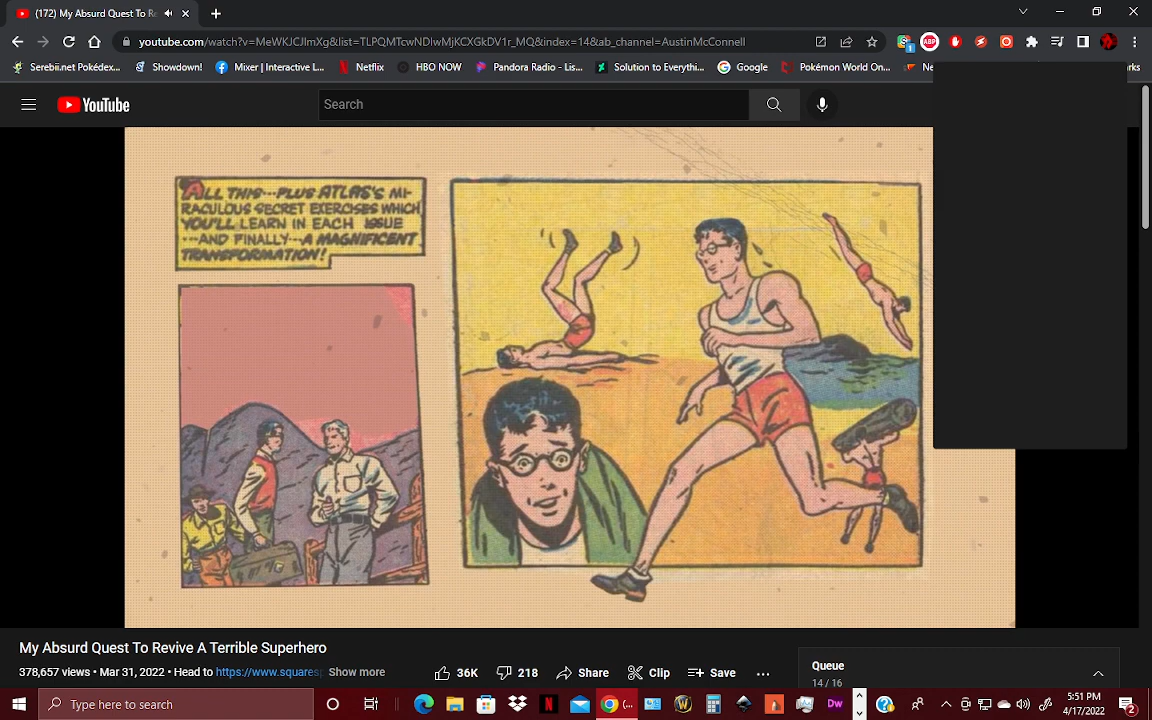 (172) My Absurd Quest To Re
youtube.com/watch?v=MeWKJCJImXg&list=TLPQMTcwNDIwMjKCXGkDV1r_MQ&index=14&ab_channel=AustinMcConnell
Serebii.net Pokédex...
Showdown!
Mixer | Interactive L...
Netflix
HBO NOW
Pandora Radio - Lis...
Solution to Everythi...
Google
Pokémon World On...
YouTube
Search
ALL THIS---PLUS ATLAS'S MI-
RACULOUS SECRET EXERCISES WHICH
YOU'LL LEARN IN EACH ISSUE
---AND FINALLY---A MAGNIFICENT
TRANSFORMATION!
My Absurd Quest To Revive A Terrible Superhero
378,657 views • Mar 31, 2022 • Head to https://www.squaresp Show more
36K
218
Share
Clip
Save
Queue
14 / 16
Type here to search
5:51 PM
4/17/2022